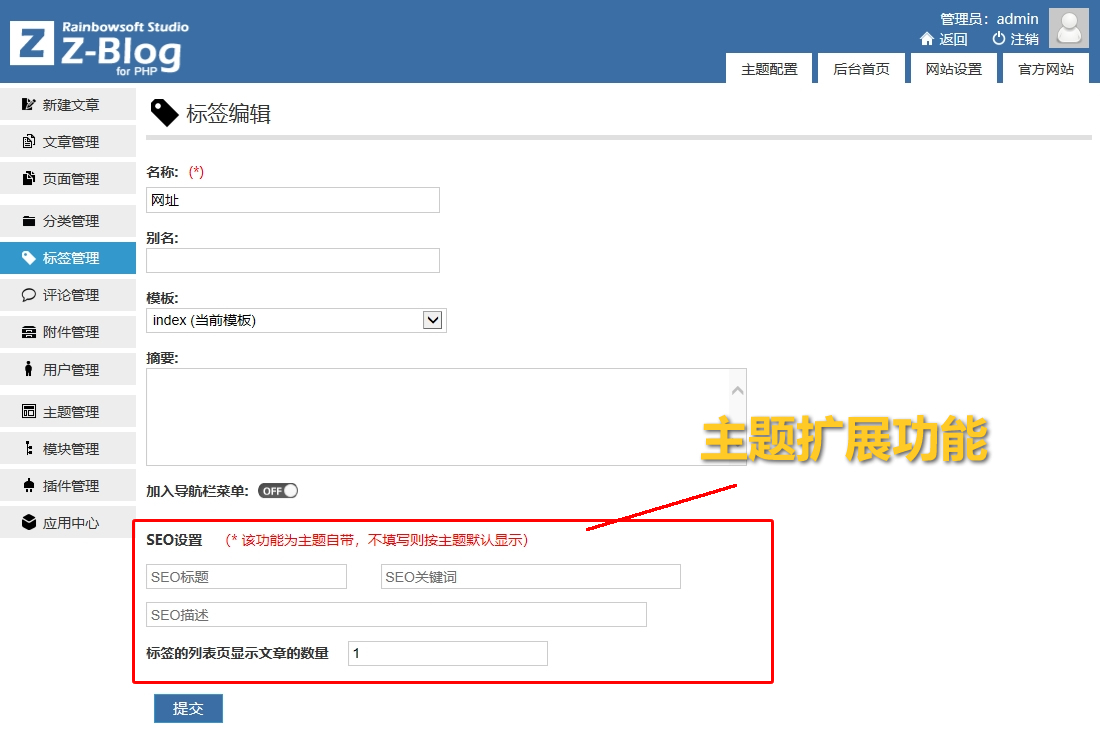 Rainbowsoft Studio
Z-Blog
for PHP
管理员：admin
返回 注销
主题配置 后台首页 网站设置 官方网站
新建文章
文章管理
页面管理
分类管理
标签管理
评论管理
附件管理
用户管理
主题管理
模块管理
插件管理
应用中心
标签编辑
名称: (*)
网址
别名:
模板:
index (当前模板)
摘要:
主题扩展功能
加入导航栏菜单: OFF
SEO设置 (* 该功能为主题自带，不填写则按主题默认显示)
SEO标题 SEO关键词
SEO描述
标签的列表页显示文章的数量 1
提交